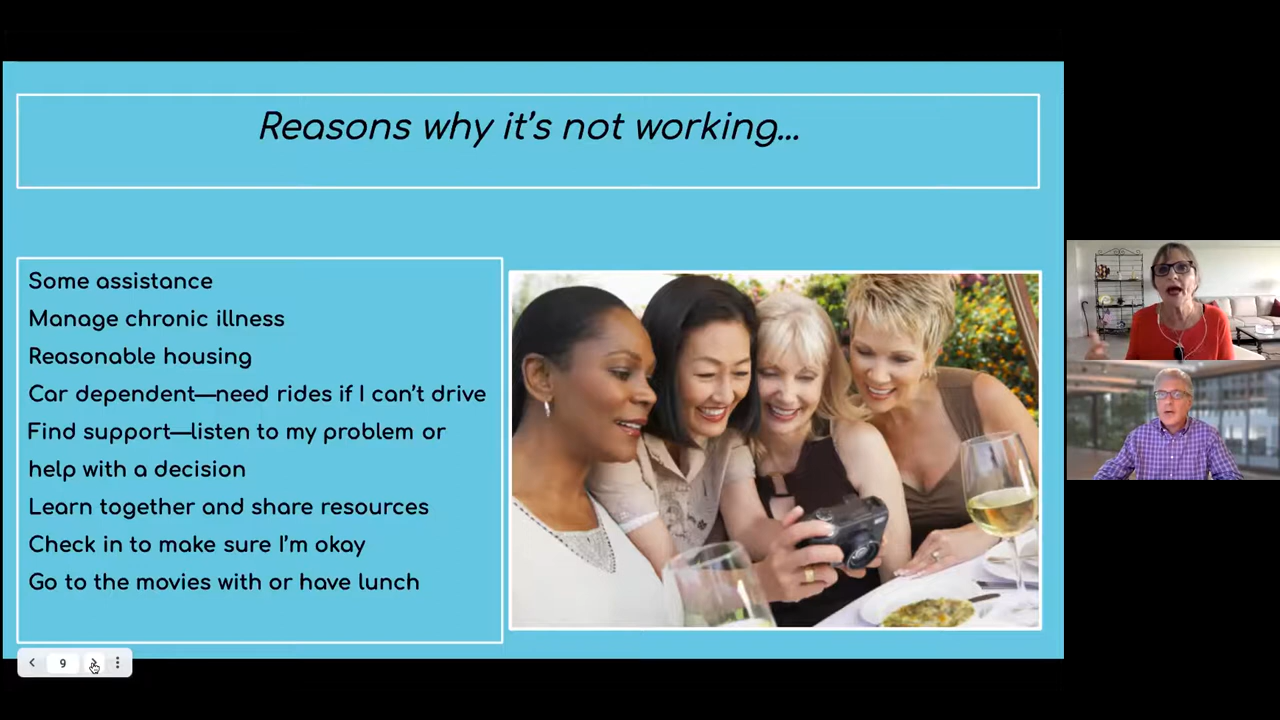 Reasons why it's not working...
Some assistance
Manage chronic illness
Reasonable housing
Car dependent—need rides if I can't drive
Find support—listen to my problem or
help with a decision
Learn together and share resources
Check in to make sure I'm okay
Go to the movies with or have lunch
9